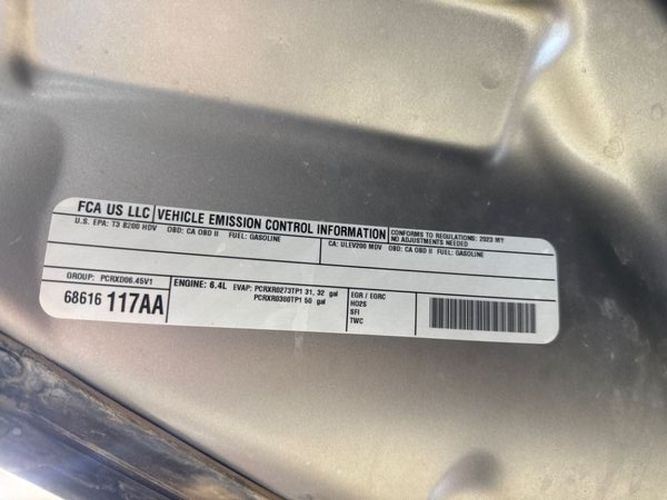 FCA US LLC VEHICLE EMISSION CONTROL INFORMATION CONFORMS TO REGULATIONS: 2023 MY
NO ADJUSTMENTS NEEDED
U.S. EPA: T3 B200 HDV OBD: CA OBD II FUEL: GASOLINE
CA: ULEV200 MDV OBD: CA OBD II FUEL: GASOLINE
GROUP: PCRXD06.45V1
68616 117AA
ENGINE: 6.4L EVAP: PCRXR0273TP1 31, 32 gal
PCRXR0380TP1 50 gal
EGR / EGRC
HO2S
SFI
TWC